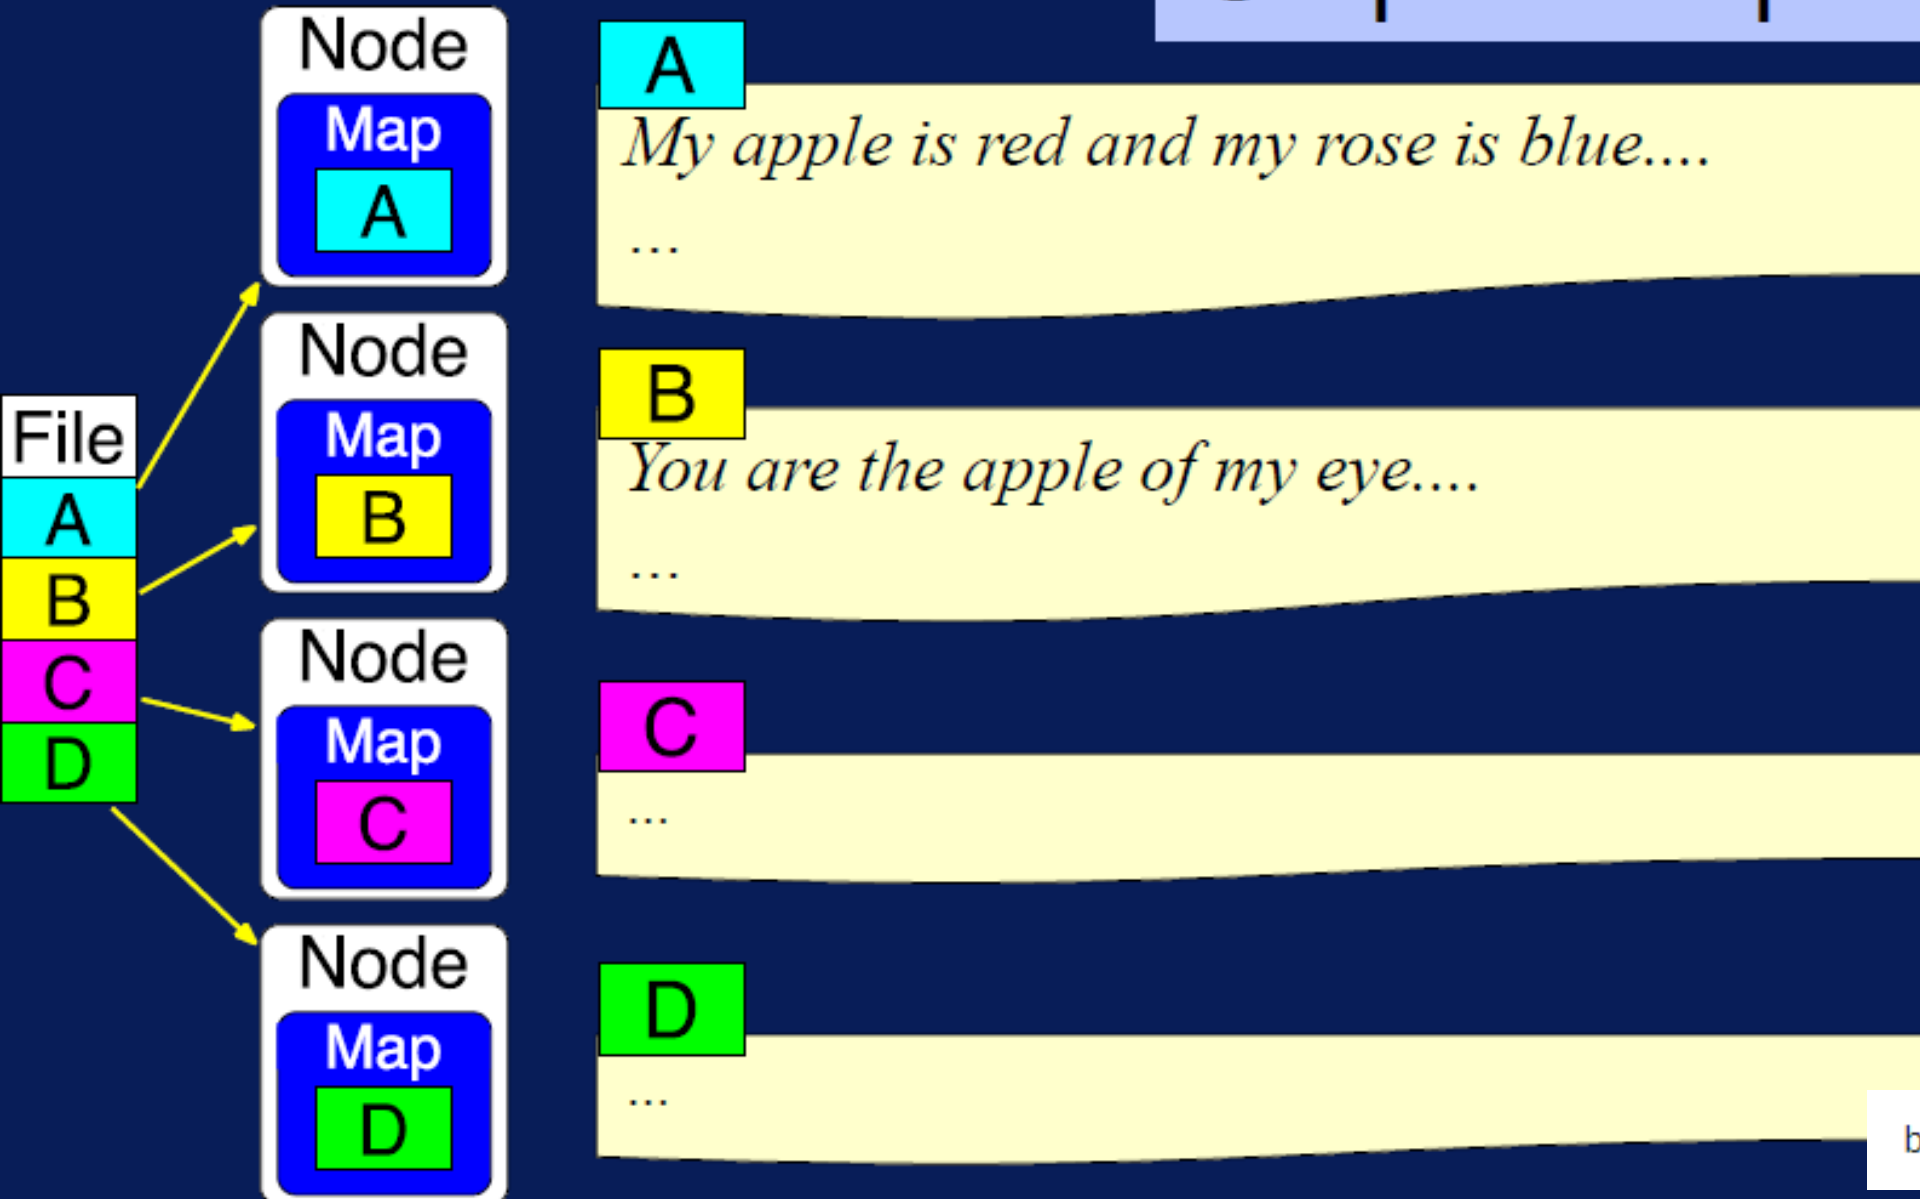 File
A
B
C
D
Node
Map
A
Node
Map
B
Node
Map
C
Node
Map
D
A
My apple is red and my rose is blue....
...
B
You are the apple of my eye....
...
C
...
D
...
b